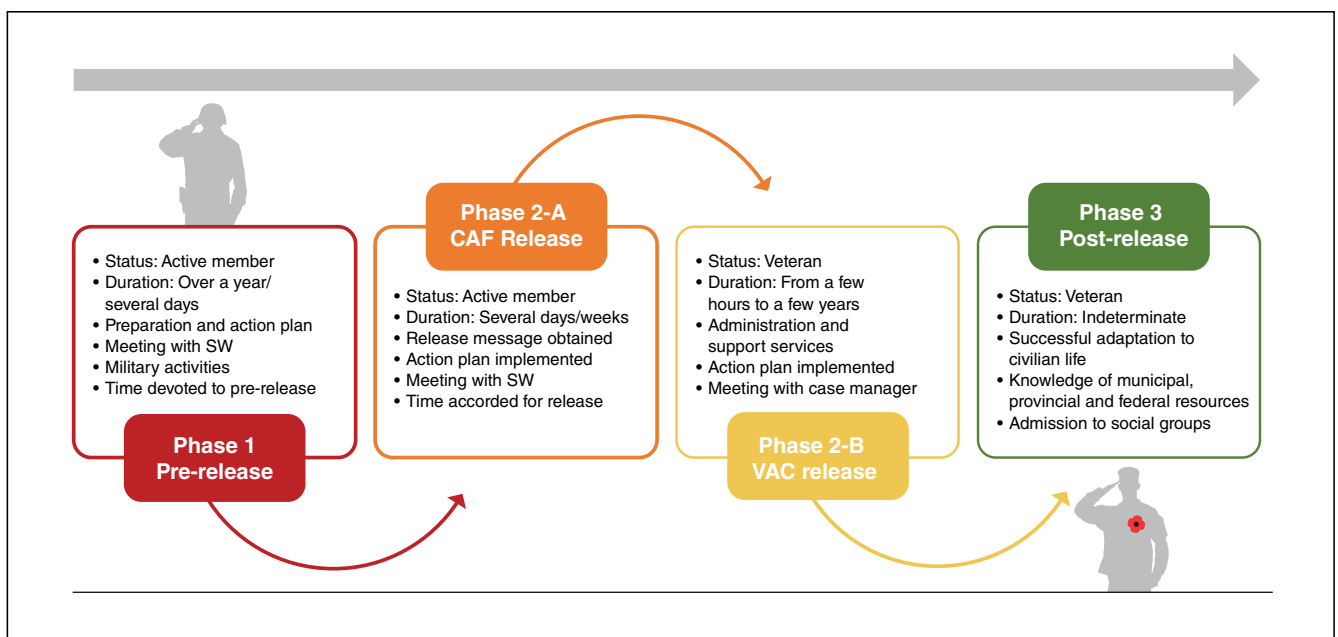 • Status: Active member
• Duration: Over a year/
several days
• Preparation and action plan
• Meeting with SW
• Military activities
• Time devoted to pre-release
Phase 1
Pre-release
Phase 2-A
CAF Release
• Status: Active member
• Duration: Several days/weeks
• Release message obtained
• Action plan implemented
• Meeting with SW
• Time accorded for release
• Status: Veteran
• Duration: From a few
hours to a few years
• Administration and
support services
• Action plan implemented
• Meeting with case manager
Phase 2-B
VAC release
Phase 3
Post-release
• Status: Veteran
• Duration: Indeterminate
• Successful adaptation to
civilian life
• Knowledge of municipal,
provincial and federal resources
• Admission to social groups